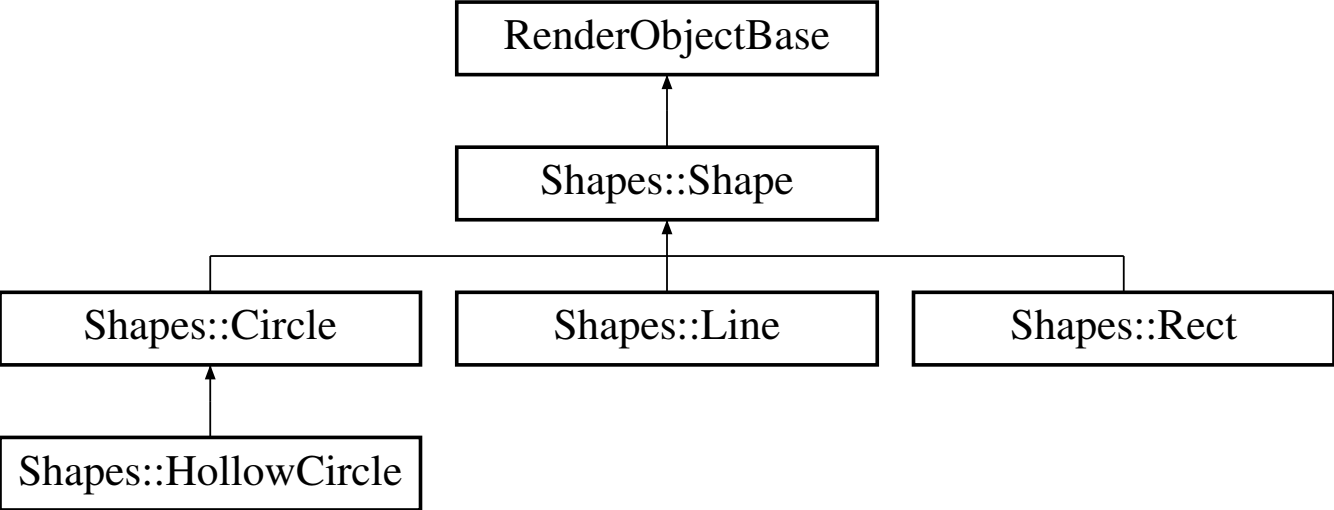 RenderObjectBase
Shapes::Shape
Shapes::Circle
Shapes::Line
Shapes::Rect
Shapes::HollowCircle